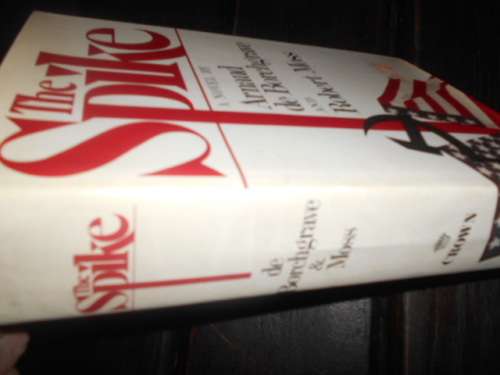 The
Spike
A NOVEL BY
Arnaud
de Borchgrave
AND
Robert Moss
The
Spike
de
Borchgrave
&
Moss
CROWN